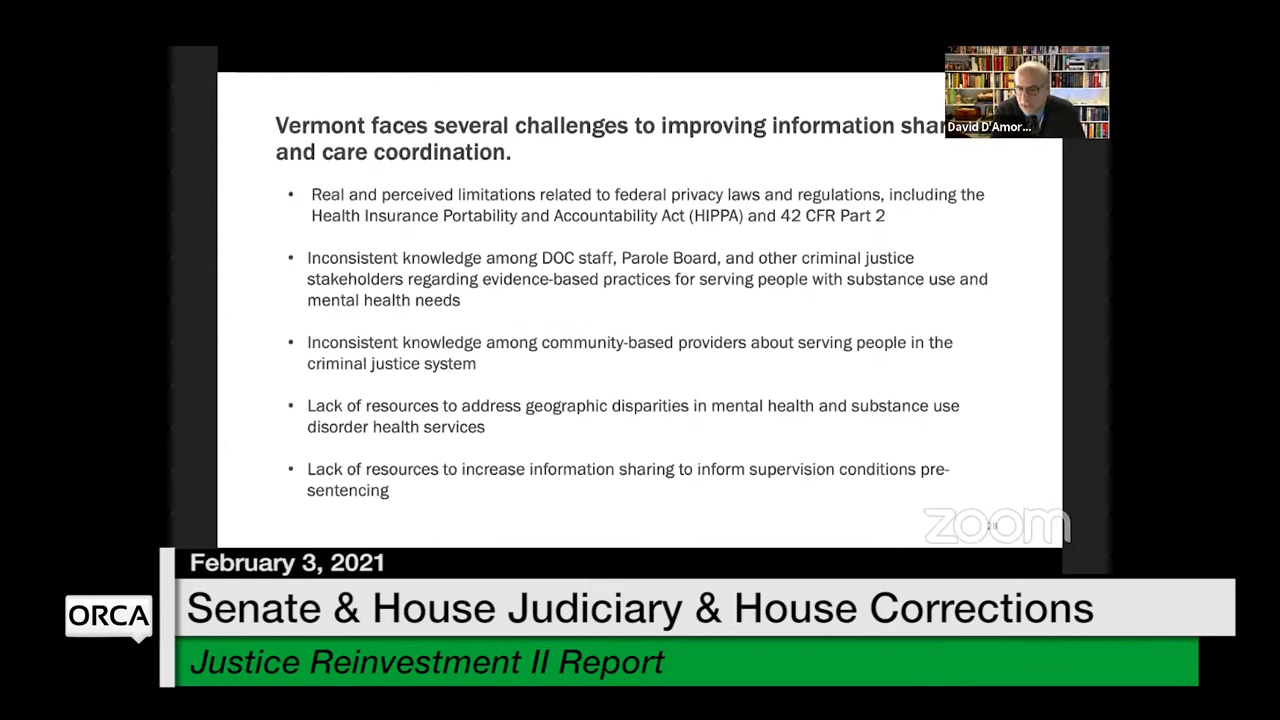 Vermont faces several challenges to improving information shar
and care coordination.
David D'Amor...
• Real and perceived limitations related to federal privacy laws and regulations, including the
Health Insurance Portability and Accountability Act (HIPPA) and 42 CFR Part 2
• Inconsistent knowledge among DOC staff, Parole Board, and other criminal justice
stakeholders regarding evidence-based practices for serving people with substance use and
mental health needs
• Inconsistent knowledge among community-based providers about serving people in the
criminal justice system
• Lack of resources to address geographic disparities in mental health and substance use
disorder health services
• Lack of resources to increase information sharing to inform supervision conditions pre-
sentencing
zoom
February 3, 2021
ORCA
Senate & House Judiciary & House Corrections
Justice Reinvestment II Report